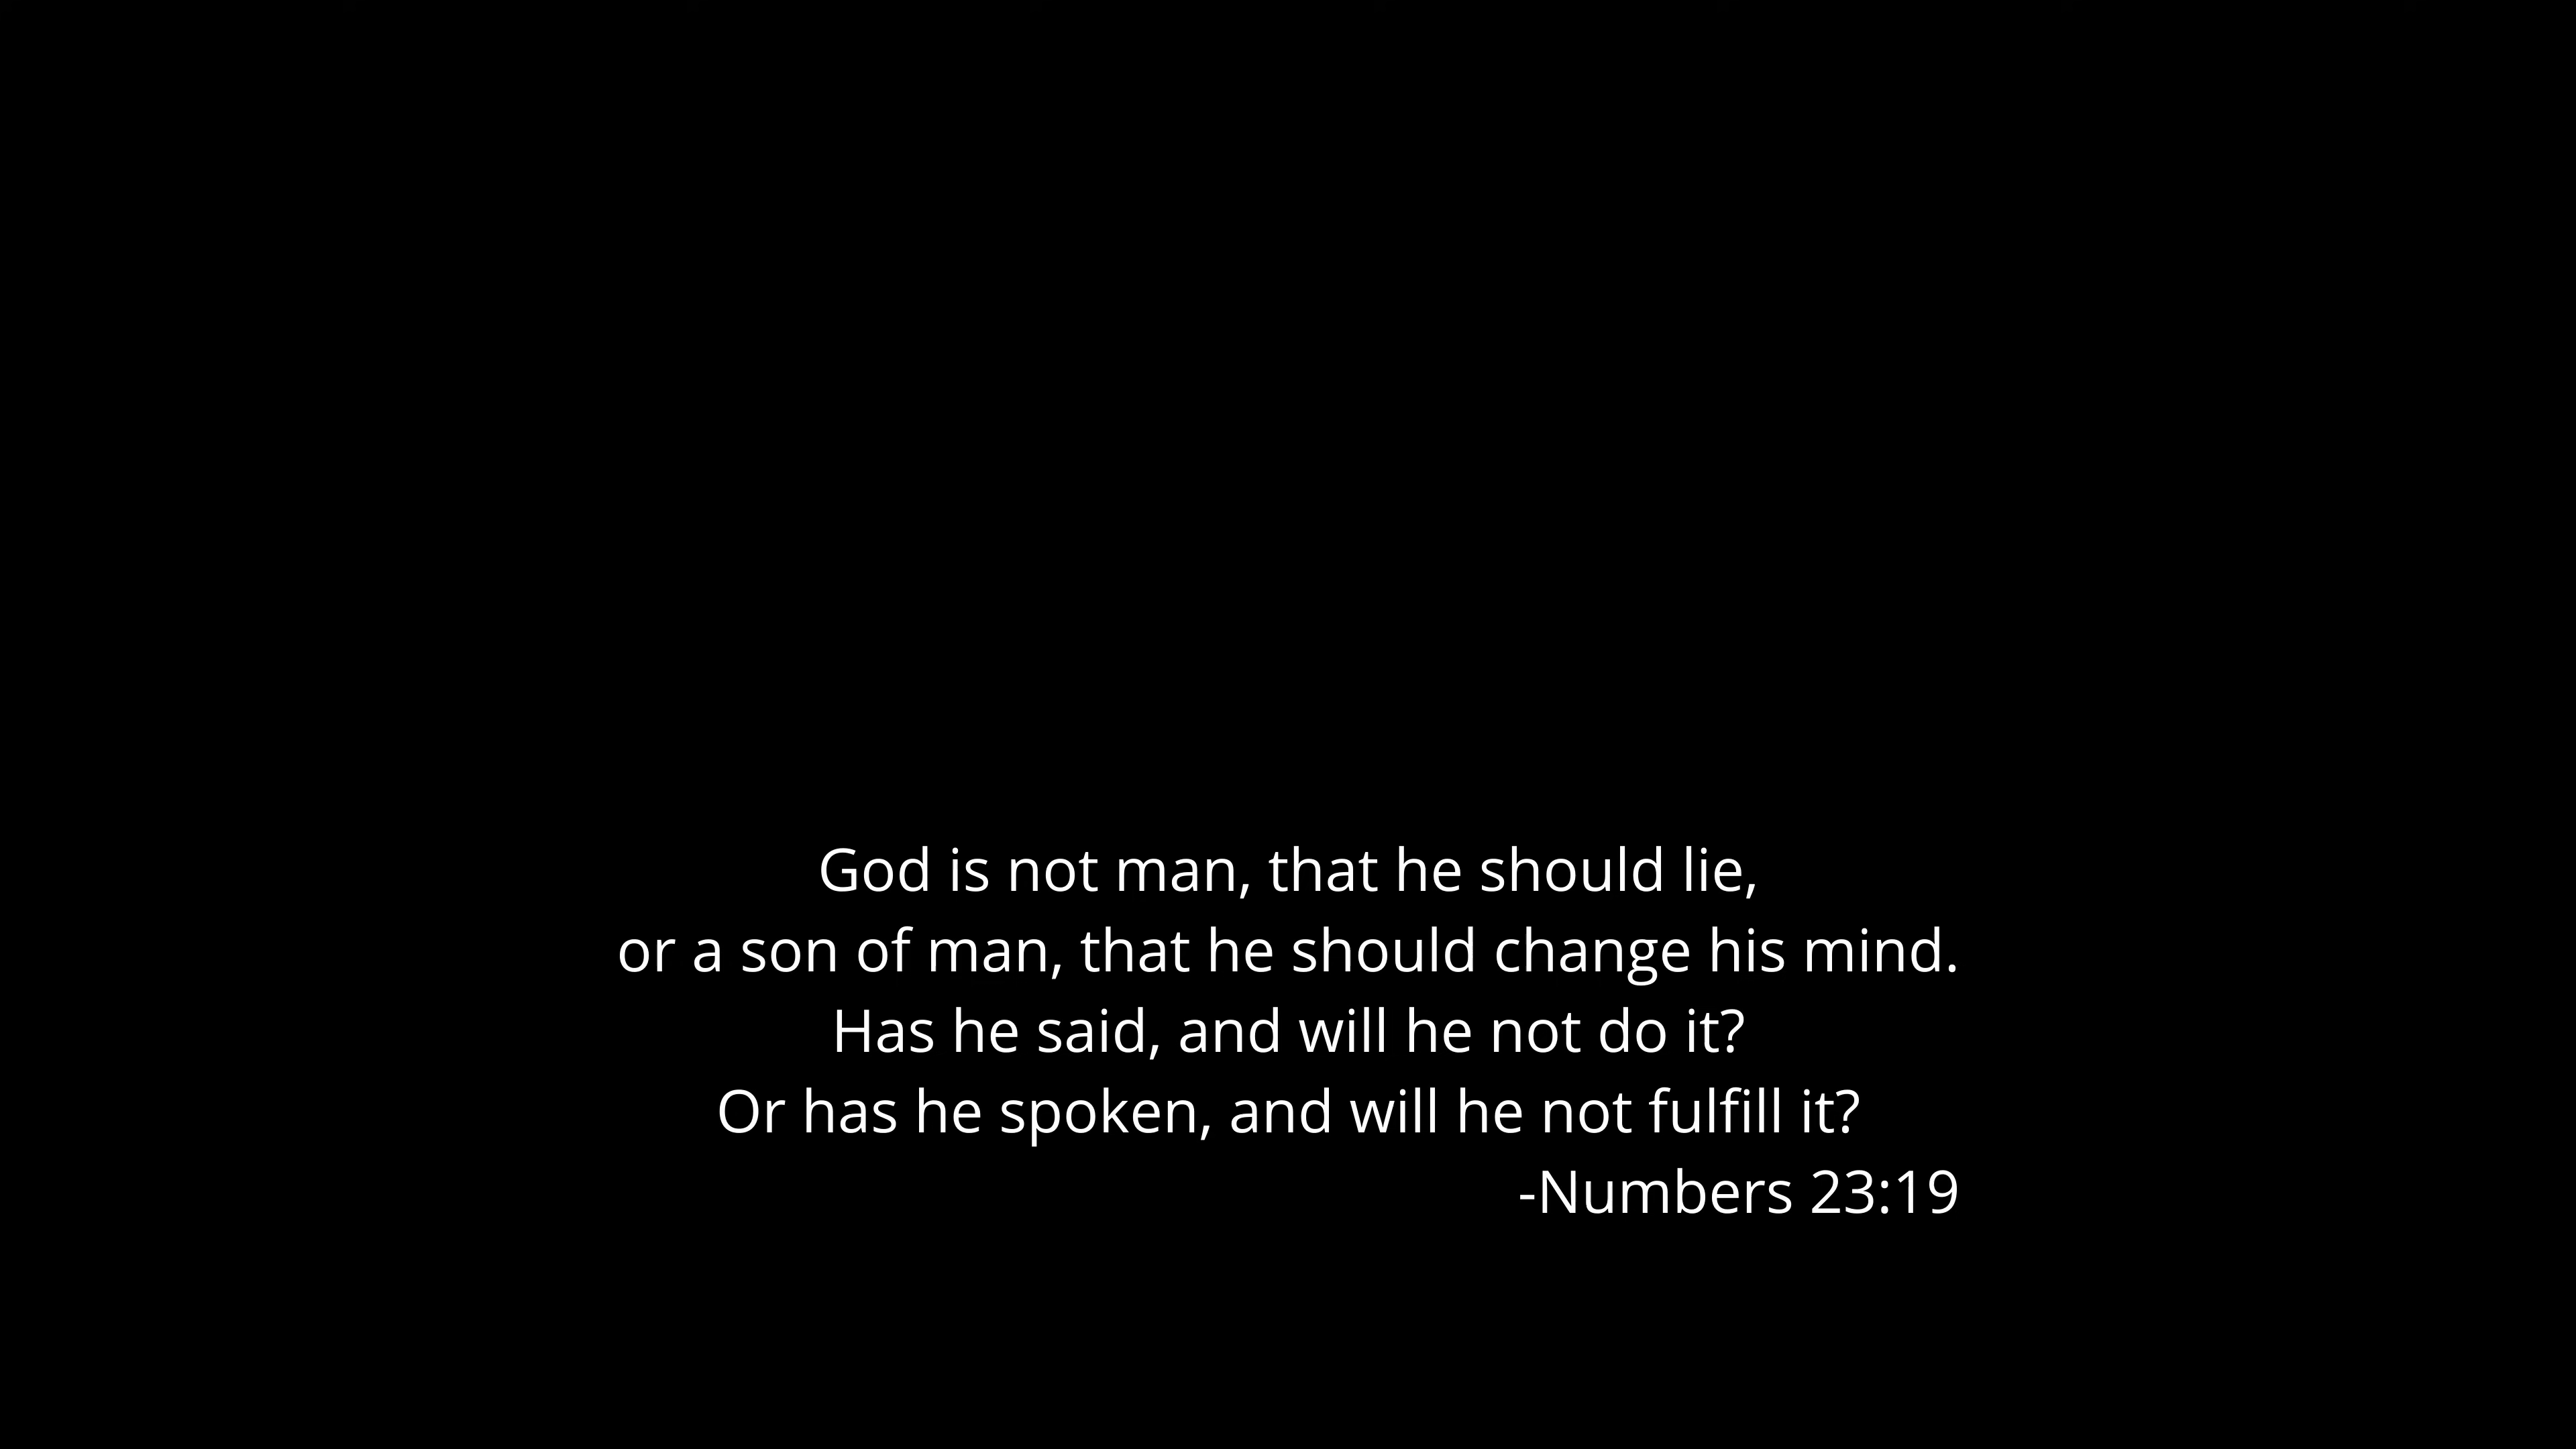 God is not man, that he should lie,
or a son of man, that he should change his mind.
Has he said, and will he not do it?
Or has he spoken, and will he not fulfill it?
-Numbers 23:19